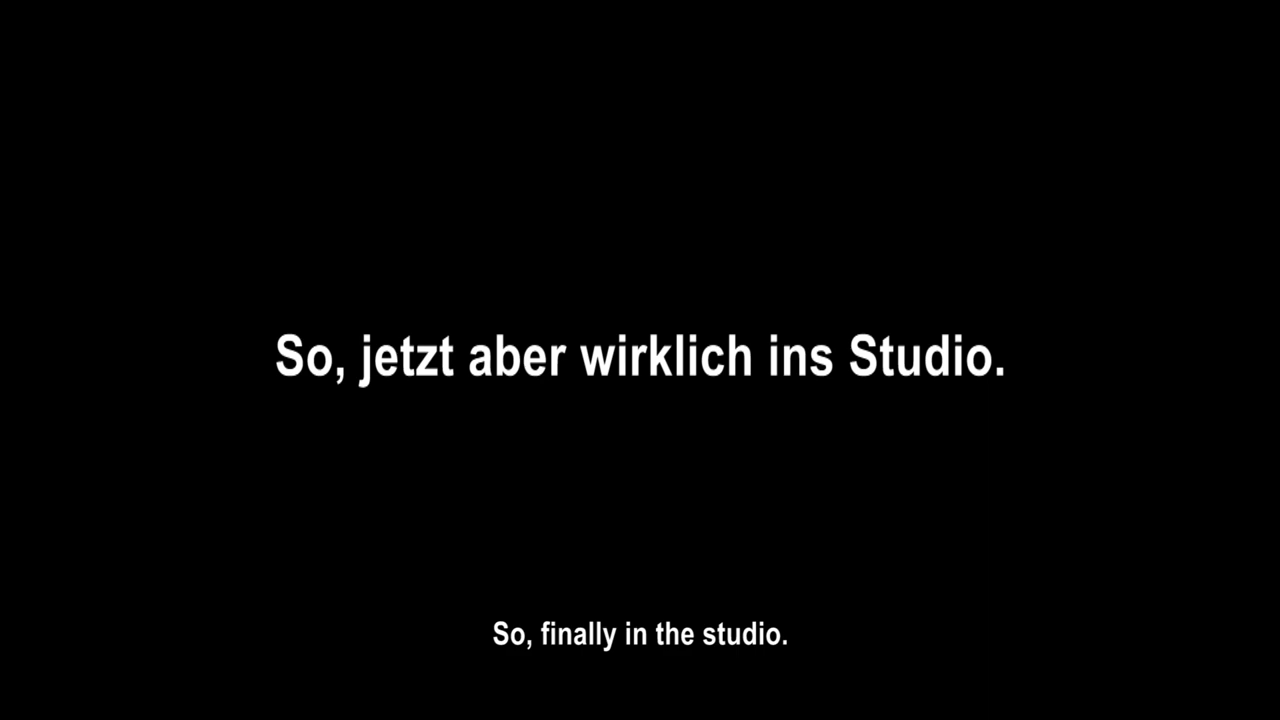 So, jetzt aber wirklich ins Studio.
So, finally in the studio.